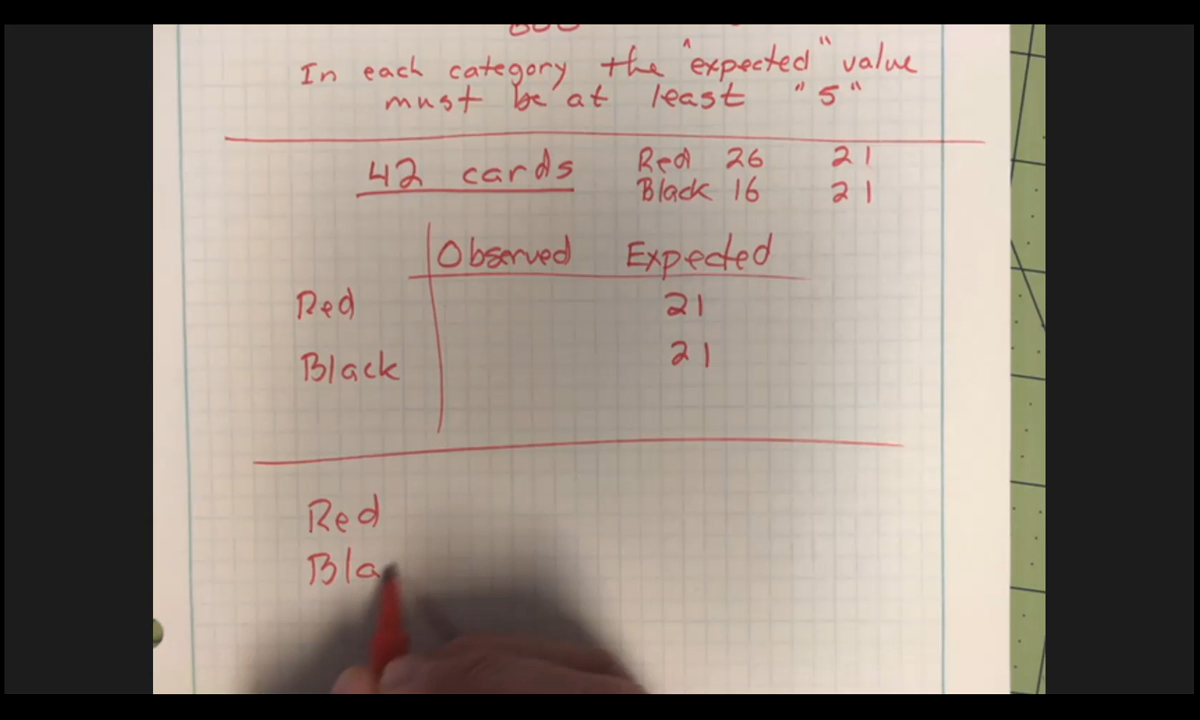 In each category the "expected" value
must be at least "5"
42 cards Red 26 21
Black 16 21
Observed Expected
Red 21
Black 21
Red
Bla